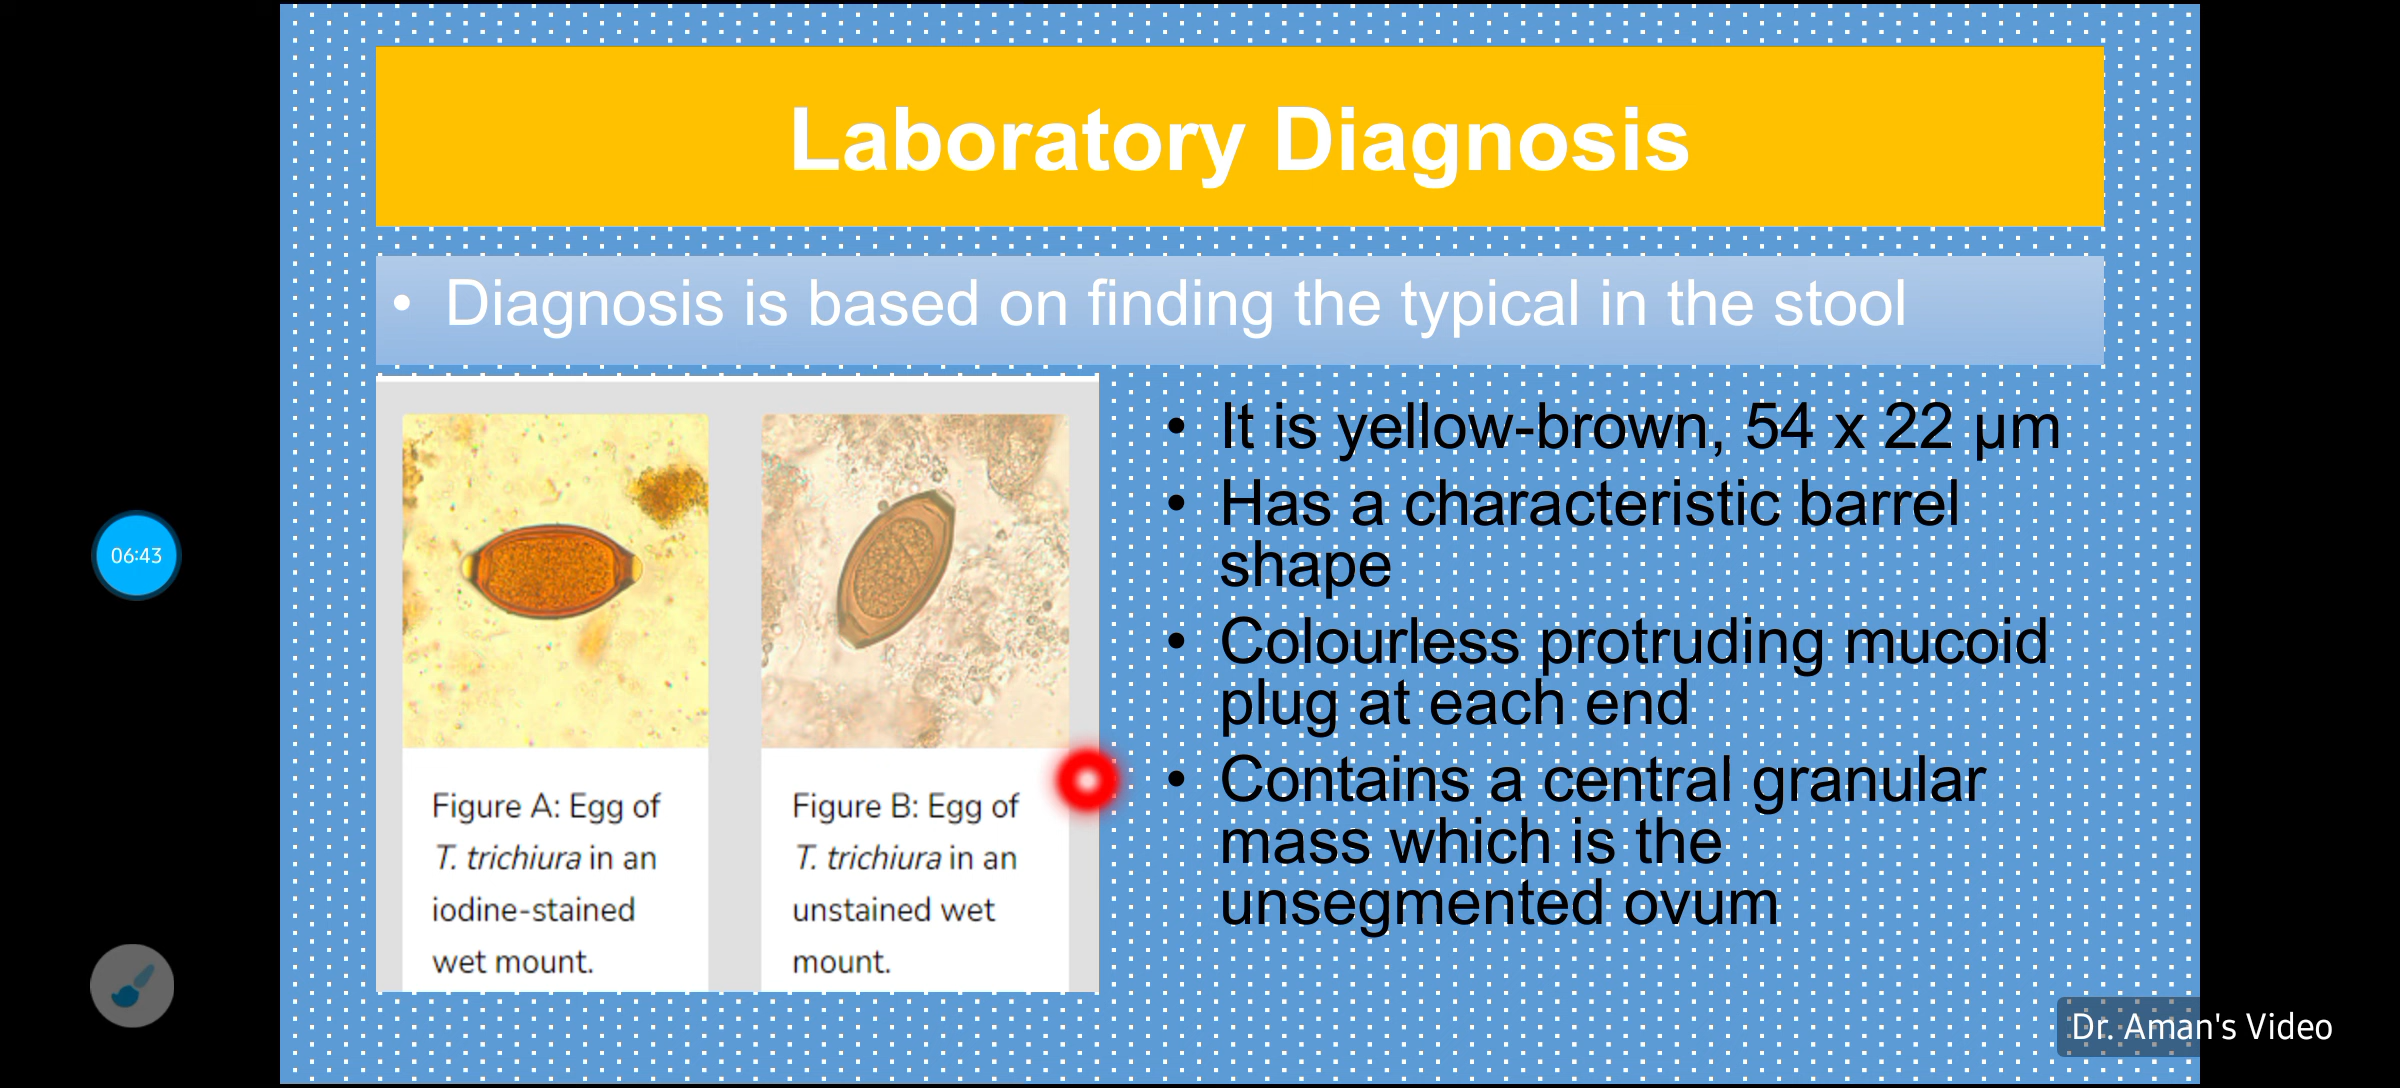 Laboratory Diagnosis
• Diagnosis is based on finding the typical in the stool
Figure A: Egg of
T. trichiura in an
iodine-stained
wet mount.
Figure B: Egg of
T. trichiura in an
unstained wet
mount.
• It is yellow-brown, 54 x 22 µm
• Has a characteristic barrel
shape
• Colourless protruding mucoid
plug at each end
• Contains a central granular
mass which is the
unsegmented ovum
06:43
Dr. Aman's Video